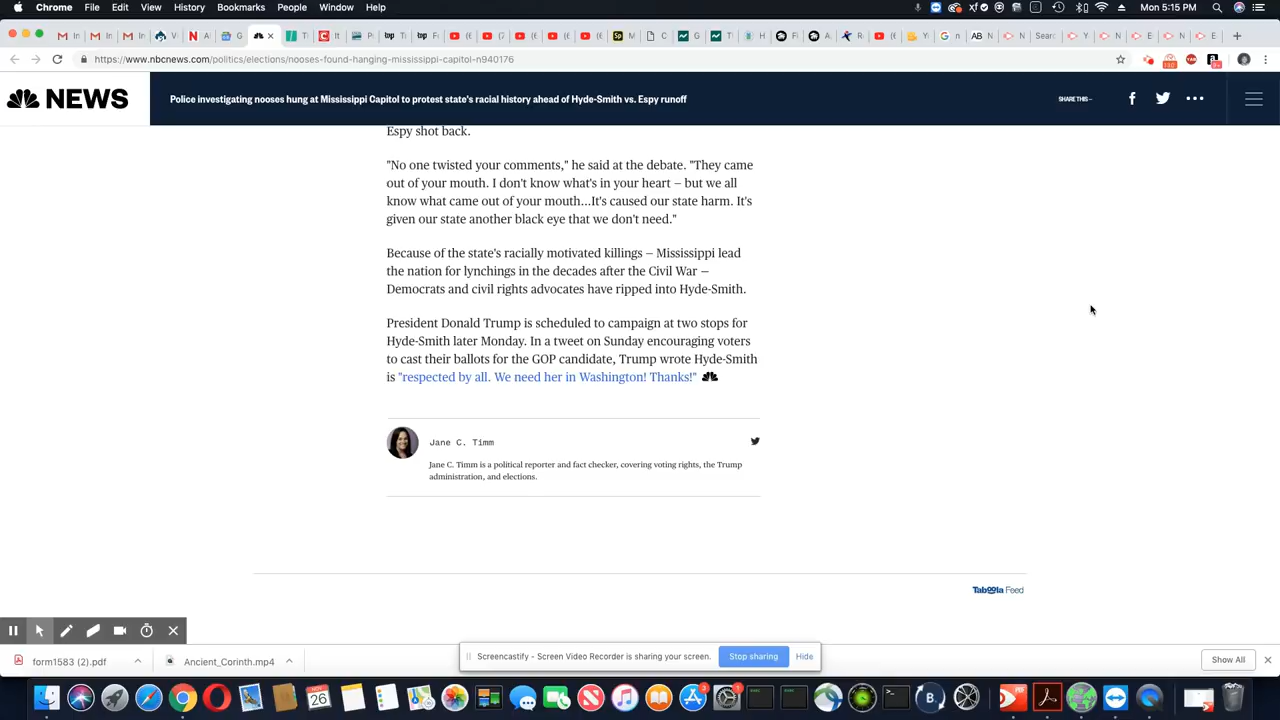 Chrome File Edit View History Bookmarks People Window Help Mon 5:15 PM
https://www.nbcnews.com/politics/elections/nooses-found-hanging-mississippi-capitol-n940176
NEWS Police investigating nooses hung at Mississippi Capitol to protest state's racial history ahead of Hyde-Smith vs. Espy runoff SHARE THIS –
Espy shot back.
"No one twisted your comments," he said at the debate. "They came
out of your mouth. I don't know what's in your heart — but we all
know what came out of your mouth...It's caused our state harm. It's
given our state another black eye that we don't need."
Because of the state's racially motivated killings — Mississippi lead
the nation for lynchings in the decades after the Civil War —
Democrats and civil rights advocates have ripped into Hyde-Smith.
President Donald Trump is scheduled to campaign at two stops for
Hyde-Smith later Monday. In a tweet on Sunday encouraging voters
to cast their ballots for the GOP candidate, Trump wrote Hyde-Smith
is "respected by all. We need her in Washington! Thanks!"
Jane C. Timm
Jane C. Timm is a political reporter and fact checker, covering voting rights, the Trump
administration, and elections.
Taboola Feed
Screencastify - Screen Video Recorder is sharing your screen. Stop sharing Hide
form1583 (2).pdf Ancient_Corinth.mp4 Show All
NOV
26